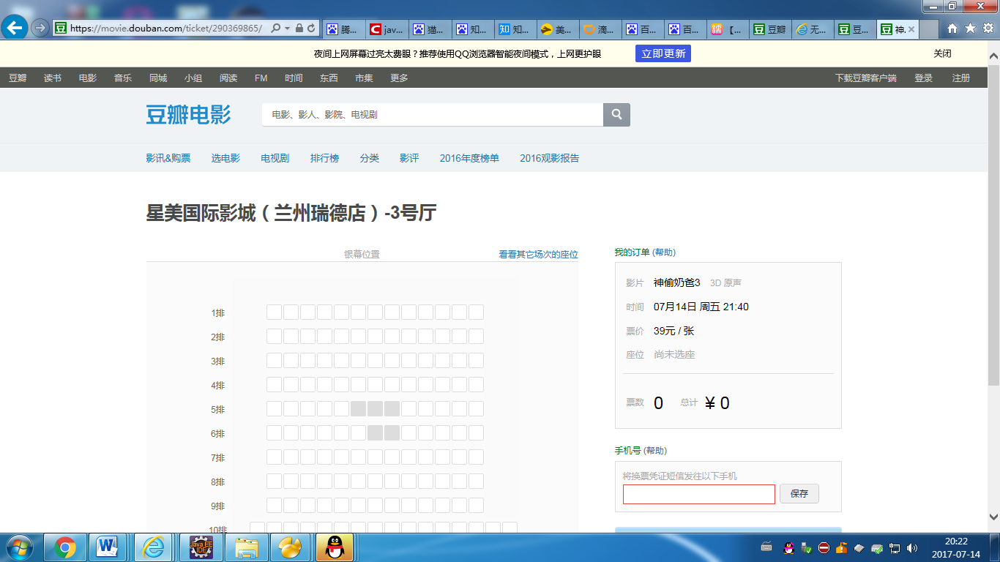 https://movie.douban.com/ticket/290369865/
腾...
jav...
猫...
知...
知...
美...
滴...
百...
百...
【...
豆瓣
无...
豆...
神...
夜间上网屏幕过亮太费眼？推荐使用QQ浏览器智能夜间模式，上网更护眼 立即更新 关闭
豆瓣 读书 电影 音乐 同城 小组 阅读 FM 时间 东西 市集 更多 下载豆瓣客户端 登录 注册
豆瓣电影
电影、影人、影院、电视剧
影讯&购票 选电影 电视剧 排行榜 分类 影评 2016年度榜单 2016观影报告
星美国际影城（兰州瑞德店）-3号厅
银幕位置 看看其它场次的座位
1排
2排
3排
4排
5排
6排
7排
8排
9排
10排
我的订单 (帮助)
影片 神偷奶爸3 3D 原声
时间 07月14日 周五 21:40
票价 39元 / 张
座位 尚未选座
票数 0 总计 ¥ 0
手机号 (帮助)
将换票凭证短信发往以下手机
保存
Java EE
IDE
20:22
2017-07-14